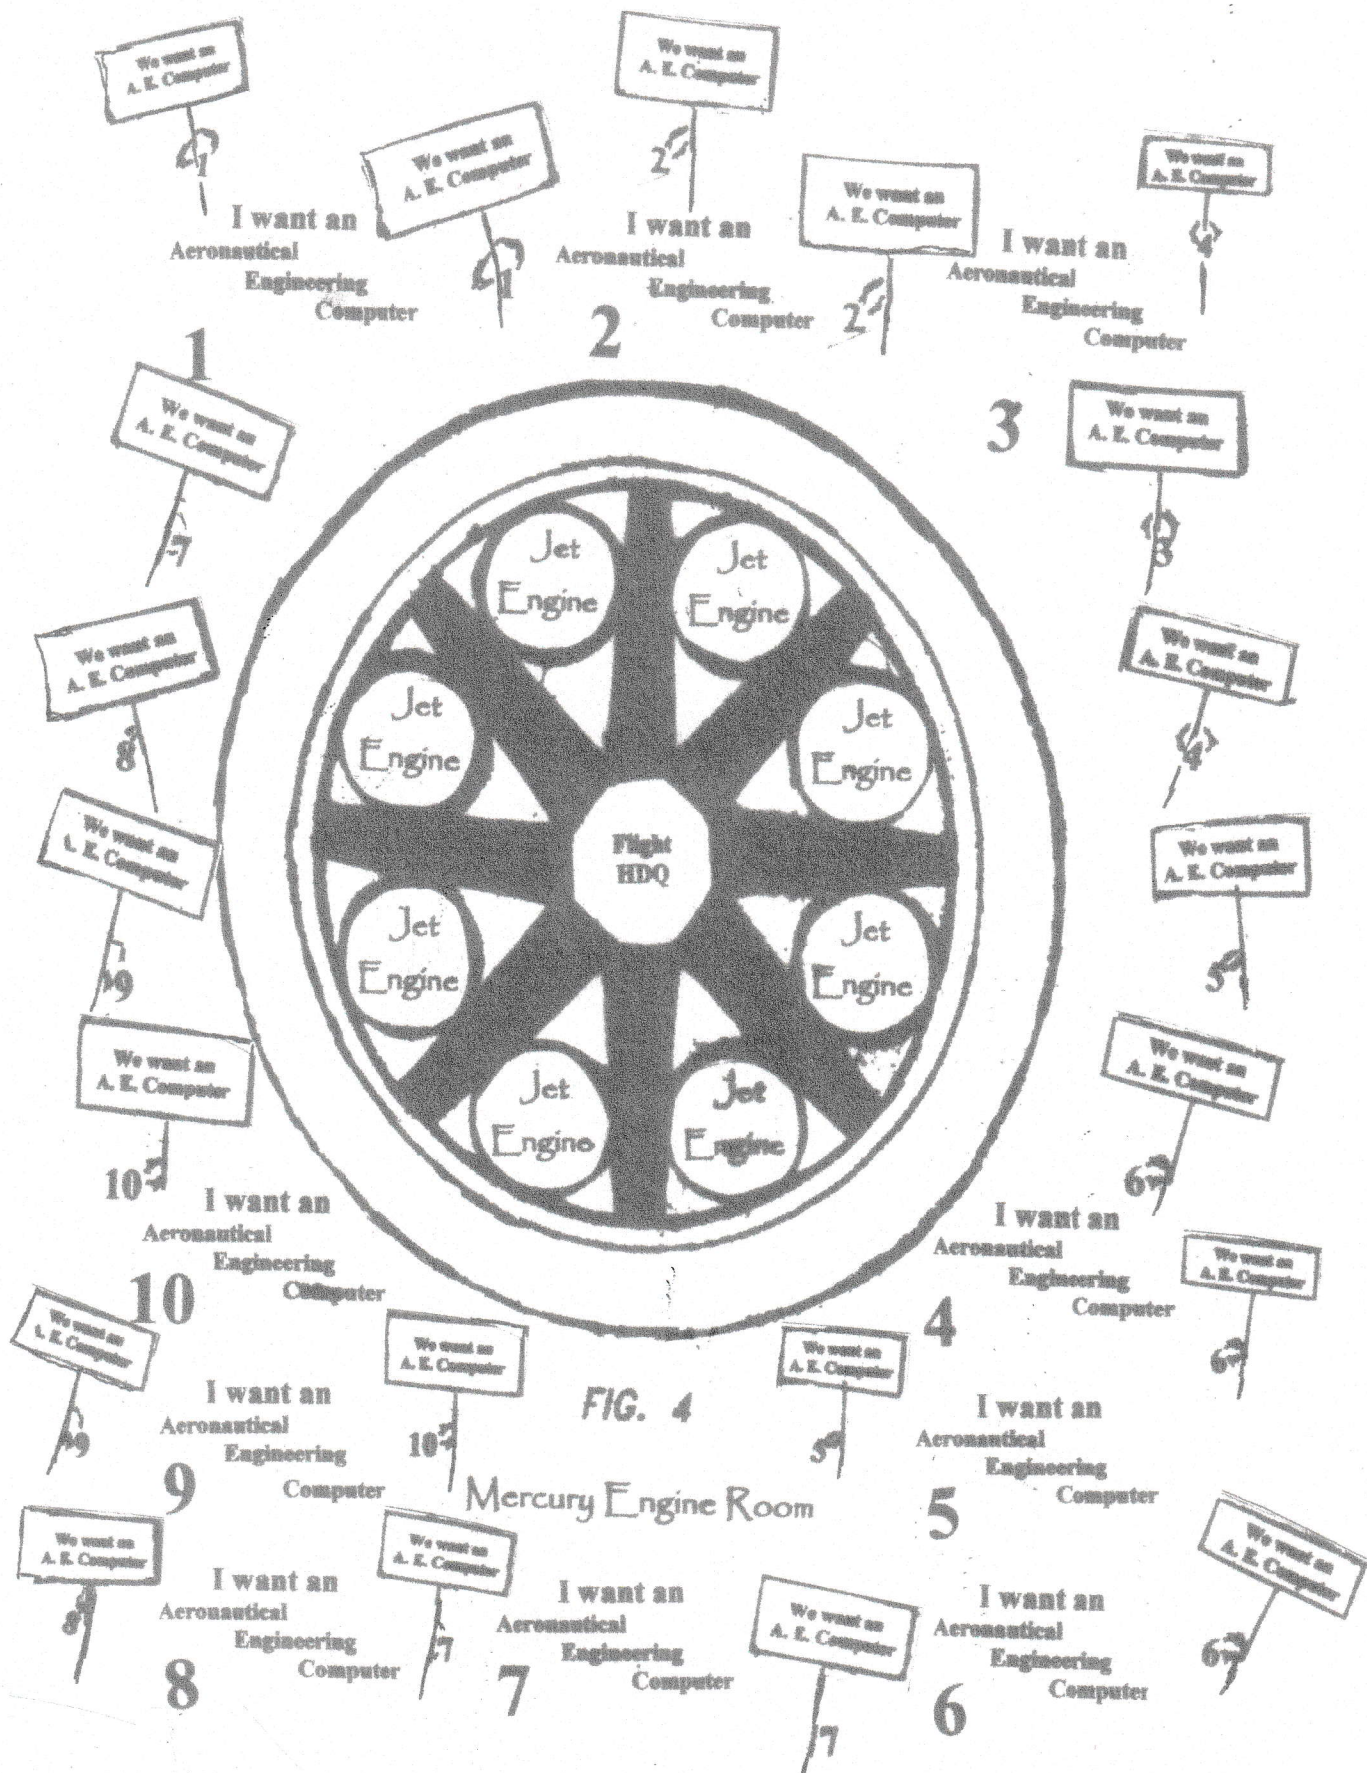 We want an
A. E. Computer
1
We want an
A. E. Computer
2
We want an
A. E. Computer
1
We want an
A. E. Computer
2
We want an
A. E. Computer
4
I want an
Aeronautical
Engineering
Computer
1
I want an
Aeronautical
Engineering
Computer
2
I want an
Aeronautical
Engineering
Computer
3
We want an
A. E. Computer
7
We want an
A. E. Computer
3
We want an
A. E. Computer
8
We want an
A. E. Computer
4
We want an
A. E. Computer
9
We want an
A. E. Computer
5
We want an
A. E. Computer
10
We want an
A. E. Computer
6
Jet
Engine
Jet
Engine
Jet
Engine
Jet
Engine
Flight
HDQ
Jet
Engine
Jet
Engine
Jet
Engine
Jet
Engine
I want an
Aeronautical
Engineering
Computer
10
I want an
Aeronautical
Engineering
Computer
4
We want an
A. E. Computer
6
We want an
A. E. Computer
9
We want an
A. E. Computer
10
We want an
A. E. Computer
5
I want an
Aeronautical
Engineering
Computer
9
FIG. 4
Mercury Engine Room
I want an
Aeronautical
Engineering
Computer
5
We want an
A. E. Computer
8
We want an
A. E. Computer
7
We want an
A. E. Computer
7
We want an
A. E. Computer
6
I want an
Aeronautical
Engineering
Computer
8
I want an
Aeronautical
Engineering
Computer
7
I want an
Aeronautical
Engineering
Computer
6